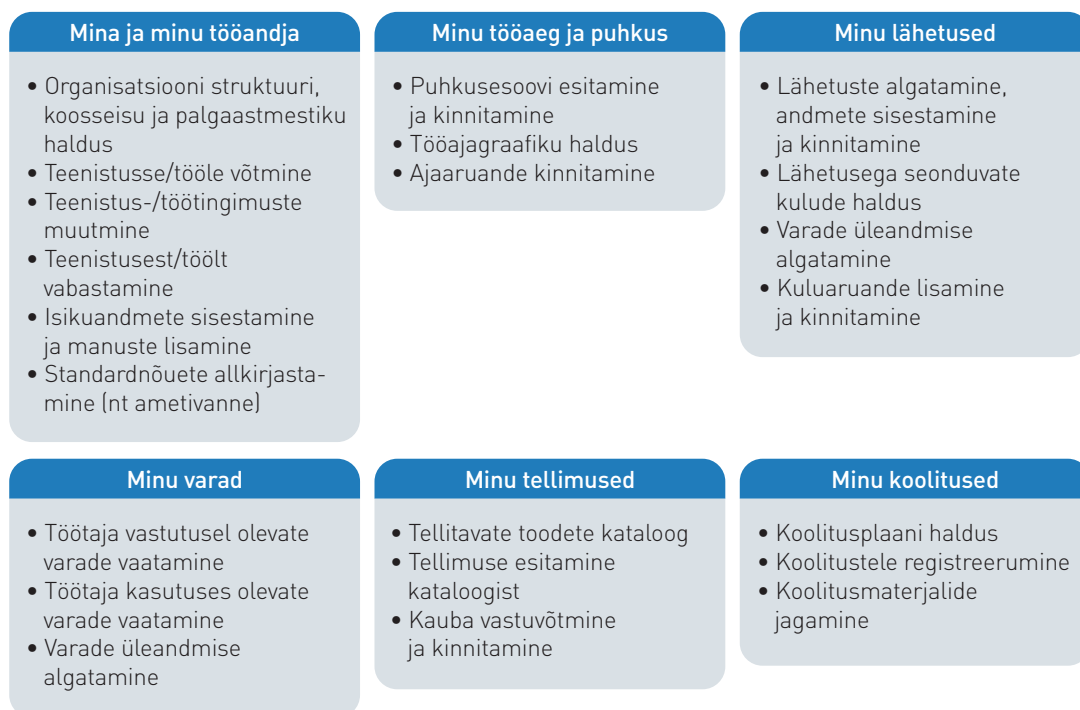 Mina ja minu tööandja
• Organisatsiooni struktuuri,
koosseisu ja palgaastmestiku
haldus
• Teenistusse/tööle võtmine
• Teenistus-/töötingimuste
muutmine
• Teenistusest/töölt
vabastamine
• Isikuandmete sisestamine
ja manuste lisamine
• Standardnõuete allkirjasta-
mine (nt ametivanne)
Minu tööaeg ja puhkus
• Puhkusesoovi esitamine
ja kinnitamine
• Tööajagraafiku haldus
• Ajaaruande kinnitamine
Minu lähetused
• Lähetuste algatamine,
andmete sisestamine
ja kinnitamine
• Lähetusega seonduvate
kulude haldus
• Varade üleandmise
algatamine
• Kuluaruande lisamine
ja kinnitamine
Minu varad
• Töötaja vastutusel olevate
varade vaatamine
• Töötaja kasutuses olevate
varade vaatamine
• Varade üleandmise
algatamine
Minu tellimused
• Tellitavate toodete kataloog
• Tellimuse esitamine
kataloogist
• Kauba vastuvõtmine
ja kinnitamine
Minu koolitused
• Koolitusplaani haldus
• Koolitustele registreerumine
• Koolitusmaterjalide
jagamine